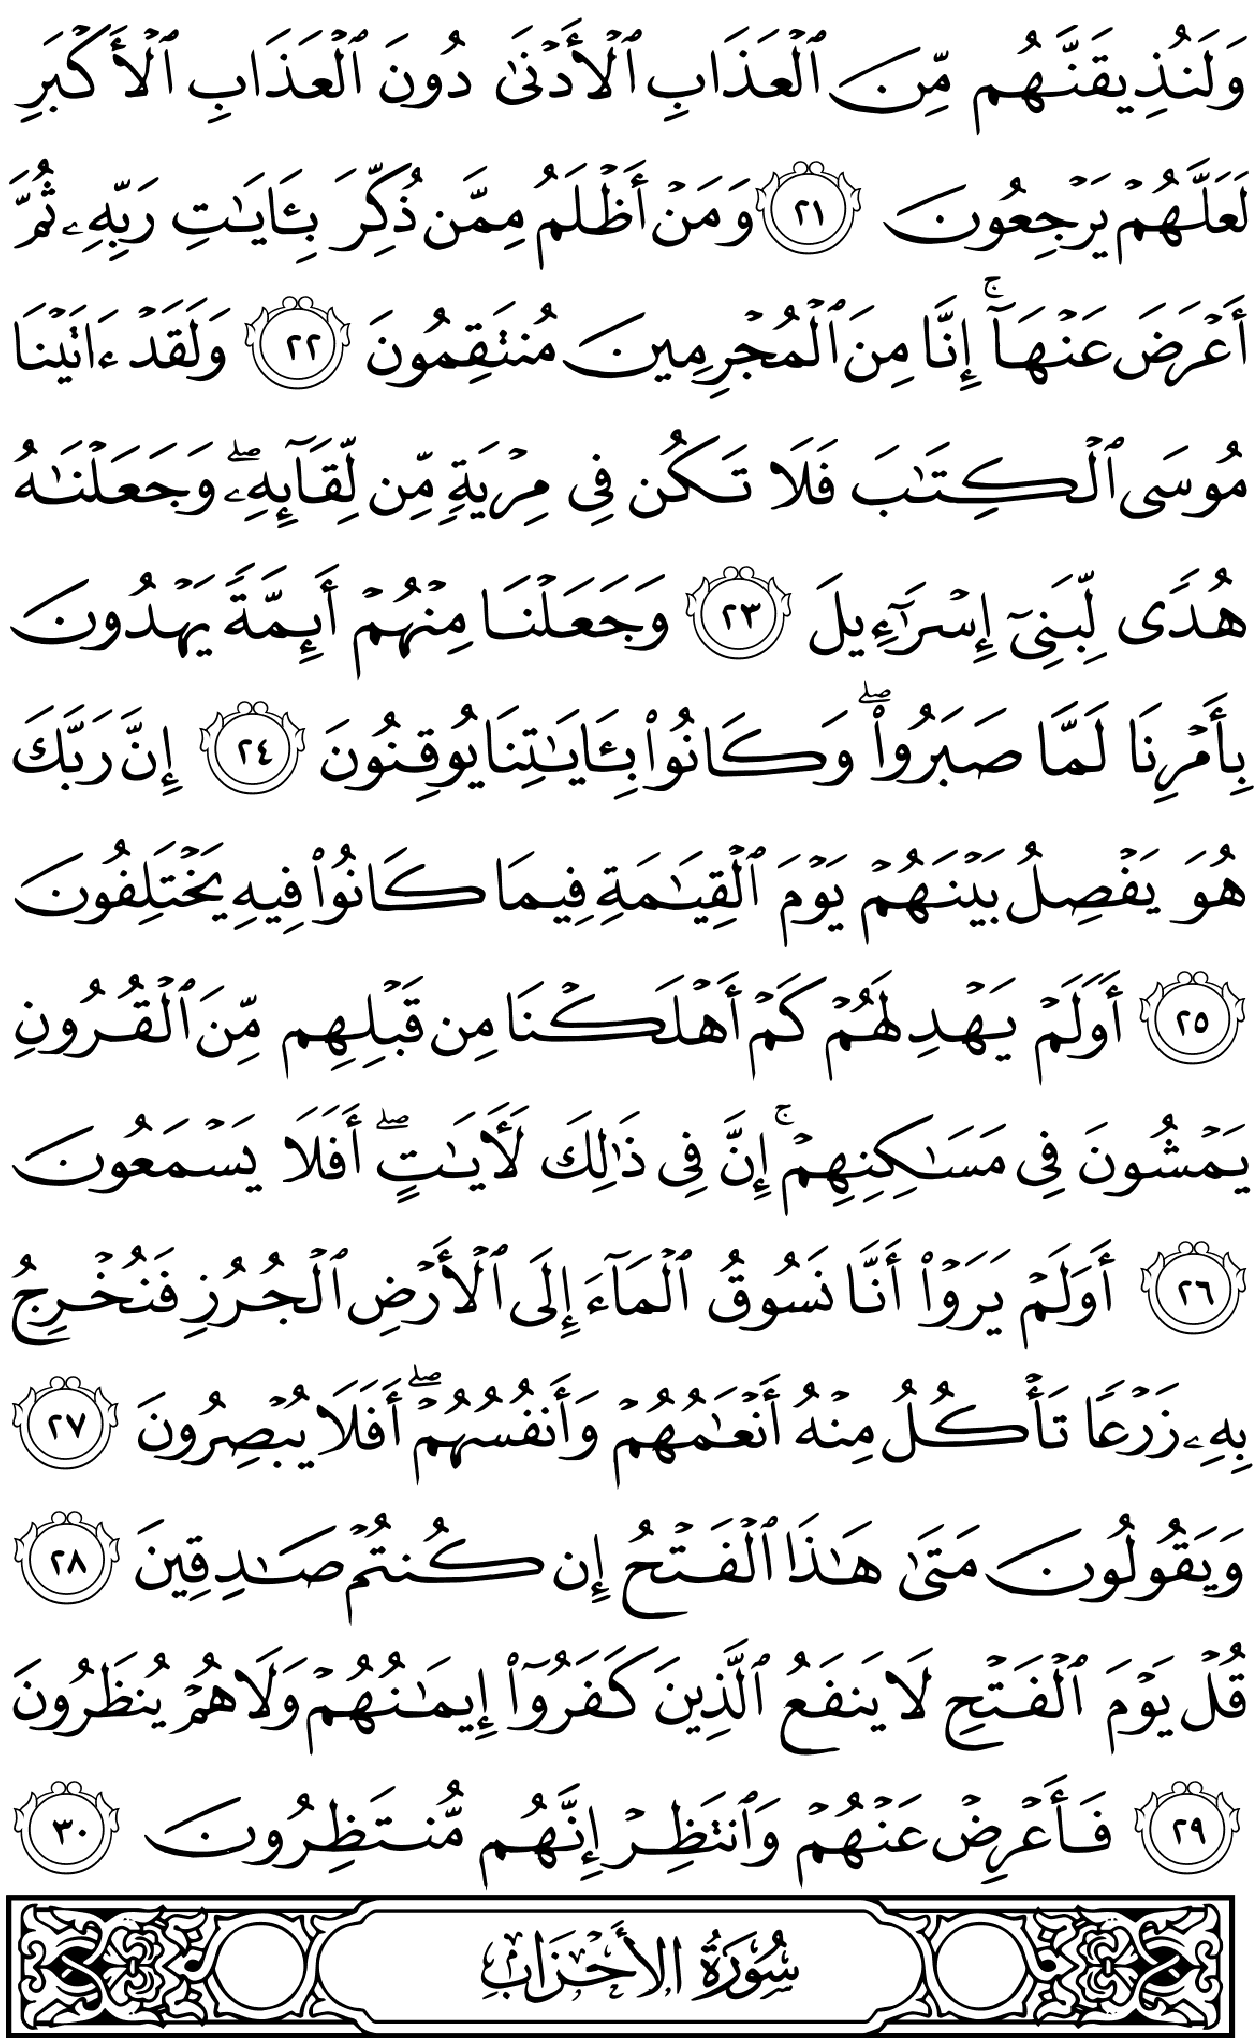 وَلَنُذِيقَنَّهُم مِّنَ ٱلْعَذَابِ ٱلْأَدْنَىٰ دُونَ ٱلْعَذَابِ ٱلْأَكْبَرِ
لَعَلَّهُمْ يَرْجِعُونَ ٢١ وَمَنْ أَظْلَمُ مِمَّن ذُكِّرَ بِـَٔايَٰتِ رَبِّهِۦ ثُمَّ
أَعْرَضَ عَنْهَآ ۚ إِنَّا مِنَ ٱلْمُجْرِمِينَ مُنتَقِمُونَ ٢٢ وَلَقَدْ ءَاتَيْنَا
مُوسَى ٱلْكِتَٰبَ فَلَا تَكُن فِى مِرْيَةٍ مِّن لِّقَآئِهِۦ ۖ وَجَعَلْنَٰهُ
هُدًى لِّبَنِىٓ إِسْرَٰٓءِيلَ ٢٣ وَجَعَلْنَا مِنْهُمْ أَئِمَّةً يَهْدُونَ
بِأَمْرِنَا لَمَّا صَبَرُوا۟ ۖ وَكَانُوا۟ بِـَٔايَٰتِنَا يُوقِنُونَ ٢٤ إِنَّ رَبَّكَ
هُوَ يَفْصِلُ بَيْنَهُمْ يَوْمَ ٱلْقِيَٰمَةِ فِيمَا كَانُوا۟ فِيهِ يَخْتَلِفُونَ
٢٥ أَوَلَمْ يَهْدِ لَهُمْ كَمْ أَهْلَكْنَا مِن قَبْلِهِم مِّنَ ٱلْقُرُونِ
يَمْشُونَ فِى مَسَٰكِنِهِمْ ۚ إِنَّ فِى ذَٰلِكَ لَـَٔايَٰتٍ ۖ أَفَلَا يَسْمَعُونَ
٢٦ أَوَلَمْ يَرَوْا۟ أَنَّا نَسُوقُ ٱلْمَآءَ إِلَى ٱلْأَرْضِ ٱلْجُرُزِ فَنُخْرِجُ
بِهِۦ زَرْعًا تَأْكُلُ مِنْهُ أَنْعَٰمُهُمْ وَأَنفُسُهُمْ ۖ أَفَلَا يُبْصِرُونَ ٢٧
وَيَقُولُونَ مَتَىٰ هَٰذَا ٱلْفَتْحُ إِن كُنتُمْ صَٰدِقِينَ ٢٨
قُلْ يَوْمَ ٱلْفَتْحِ لَا يَنفَعُ ٱلَّذِينَ كَفَرُوٓا۟ إِيمَٰنُهُمْ وَلَا هُمْ يُنظَرُونَ
٢٩ فَأَعْرِضْ عَنْهُمْ وَٱنتَظِرْ إِنَّهُم مُّنتَظِرُونَ ٣٠
سُورَةُ الأَحْزَابِ